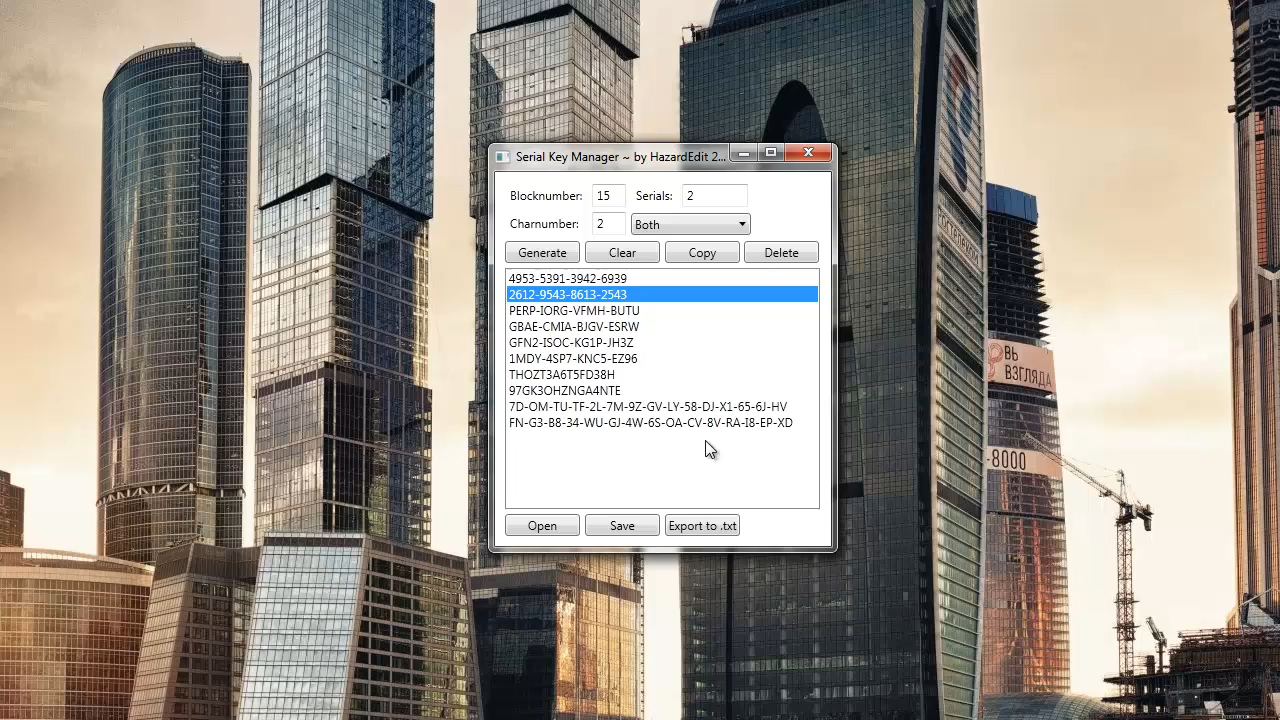 Serial Key Manager ~ by HazardEdit 2...
Blocknumber: 15 Serials: 2
Charnumber: 2 Both
Generate Clear Copy Delete
4953-5391-3942-6939
2612-9543-8613-2543
PERP-IORG-VFMH-BUTU
GBAE-CMIA-BJGV-ESRW
GFN2-ISOC-KG1P-JH3Z
1MDY-4SP7-KNC5-EZ96
THOZT3A6T5FD38H
97GK3OHZNGA4NTE
7D-OM-TU-TF-2L-7M-9Z-GV-LY-58-DJ-X1-65-6J-HV
FN-G3-B8-34-WU-GJ-4W-6S-OA-CV-8V-RA-I8-EP-XD
Open Save Export to .txt
ВЬ
ВЗГЛЯДА
-8000